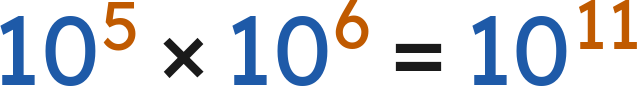 10⁵ × 10⁶ = 10¹¹